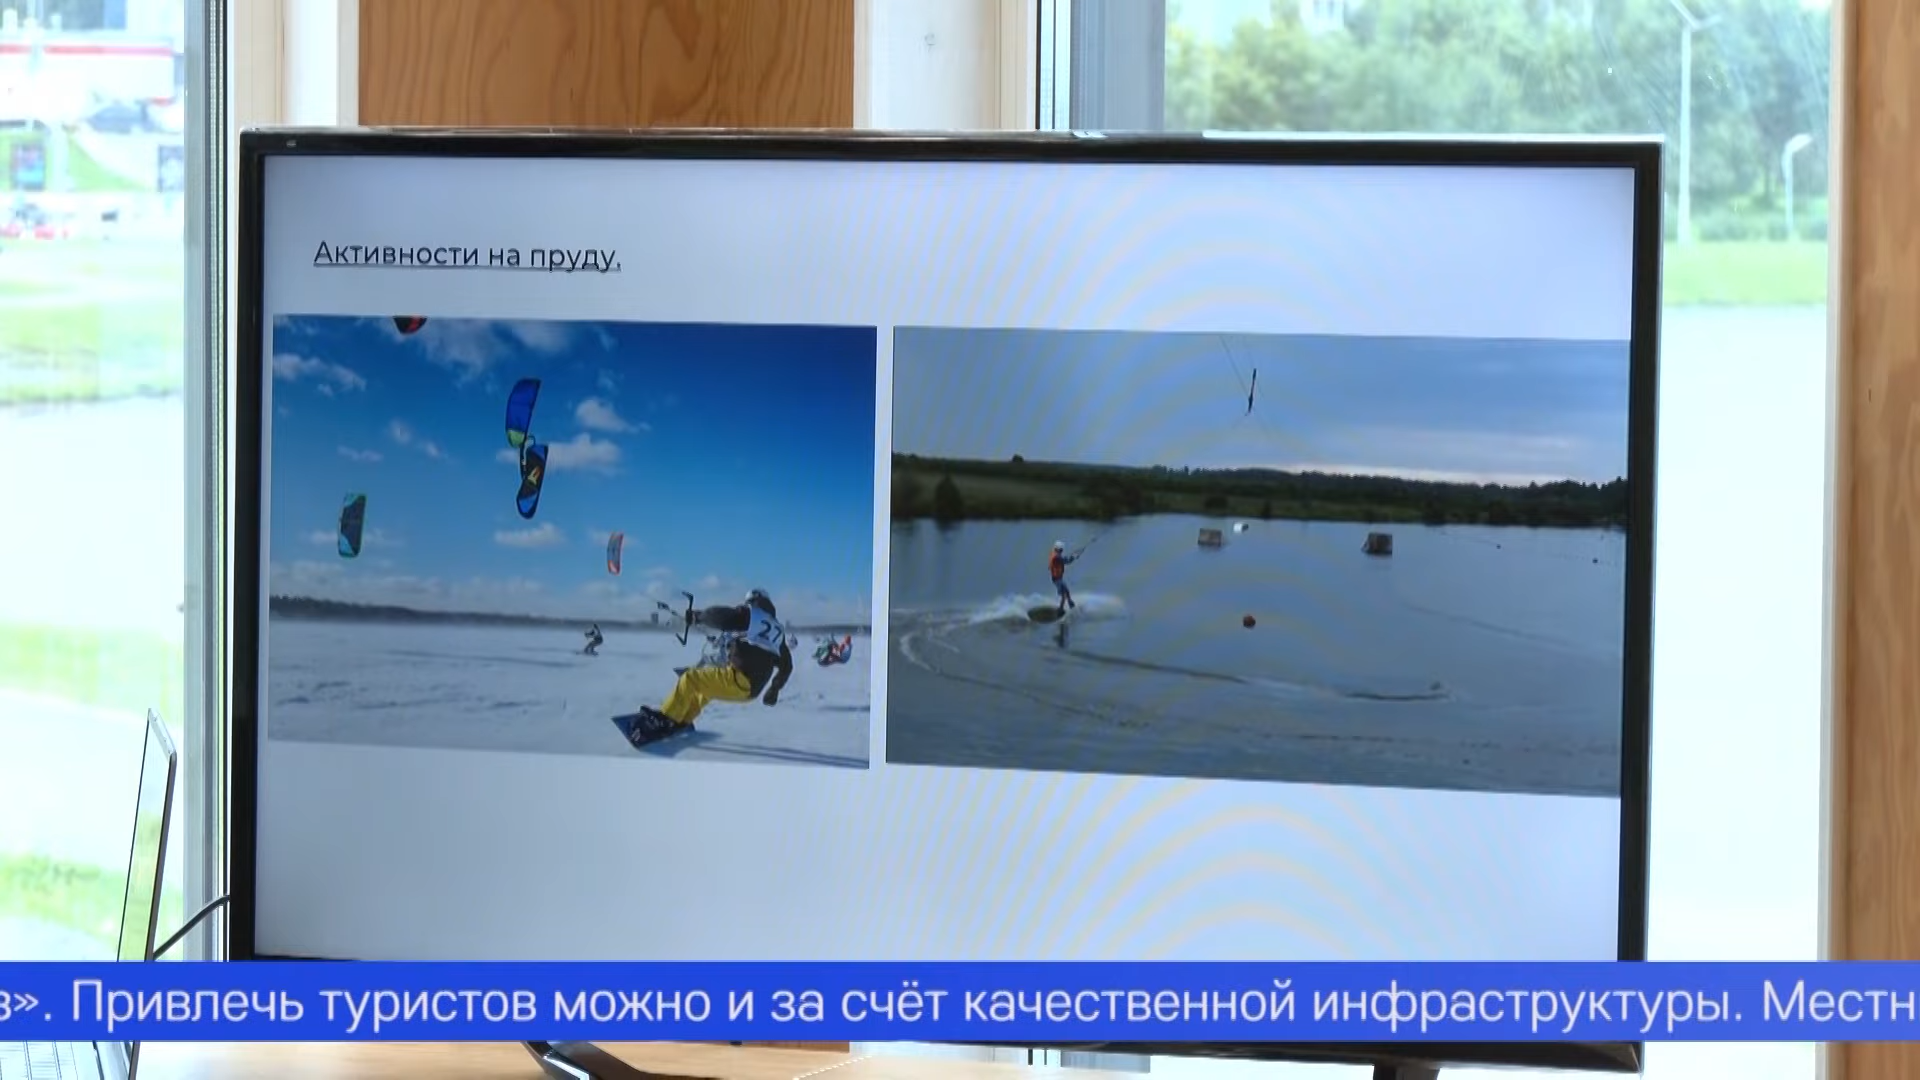 Активности на пруду.
27
в». Привлечь туристов можно и за счёт качественной инфраструктуры. Местн